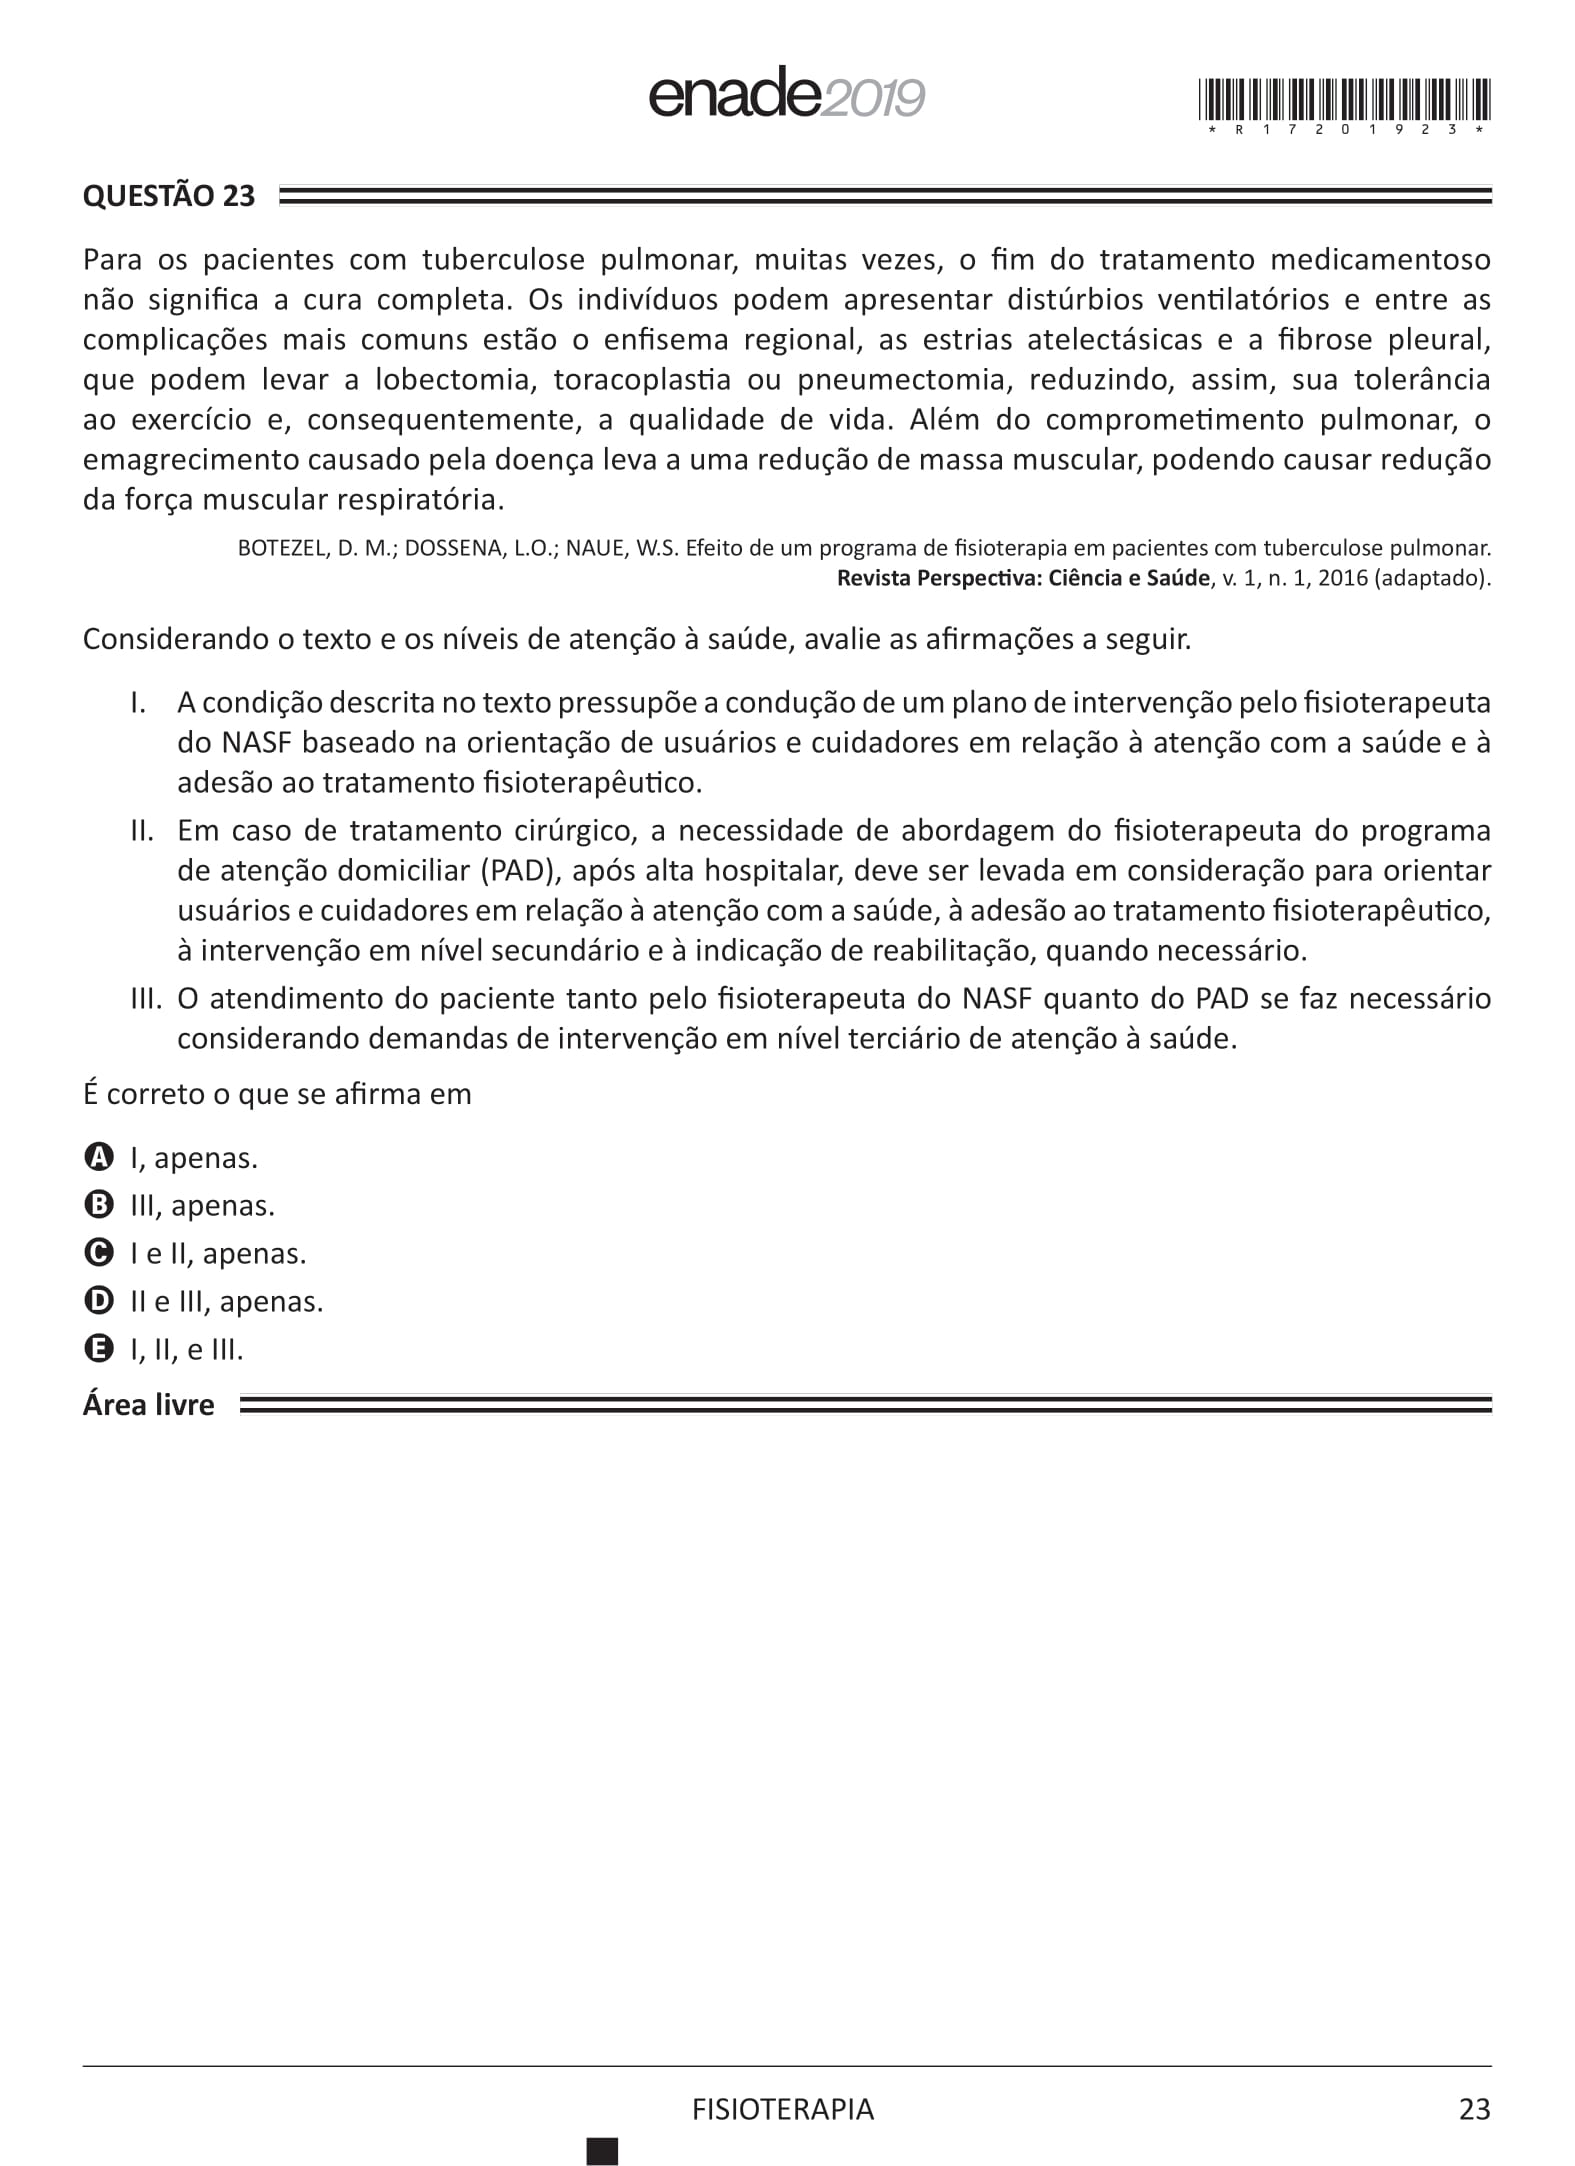 enade2019
* R 1 7 2 0 1 9 2 3 *
QUESTÃO 23
Para os pacientes com tuberculose pulmonar, muitas vezes, o fim do tratamento medicamentoso
não significa a cura completa. Os indivíduos podem apresentar distúrbios ventilatórios e entre as
complicações mais comuns estão o enfisema regional, as estrias atelectásicas e a fibrose pleural,
que podem levar a lobectomia, toracoplastia ou pneumectomia, reduzindo, assim, sua tolerância
ao exercício e, consequentemente, a qualidade de vida. Além do comprometimento pulmonar, o
emagrecimento causado pela doença leva a uma redução de massa muscular, podendo causar redução
da força muscular respiratória.
BOTEZEL, D. M.; DOSSENA, L.O.; NAUE, W.S. Efeito de um programa de fisioterapia em pacientes com tuberculose pulmonar.
Revista Perspectiva: Ciência e Saúde, v. 1, n. 1, 2016 (adaptado).
Considerando o texto e os níveis de atenção à saúde, avalie as afirmações a seguir.
I. A condição descrita no texto pressupõe a condução de um plano de intervenção pelo fisioterapeuta
do NASF baseado na orientação de usuários e cuidadores em relação à atenção com a saúde e à
adesão ao tratamento fisioterapêutico.
II. Em caso de tratamento cirúrgico, a necessidade de abordagem do fisioterapeuta do programa
de atenção domiciliar (PAD), após alta hospitalar, deve ser levada em consideração para orientar
usuários e cuidadores em relação à atenção com a saúde, à adesão ao tratamento fisioterapêutico,
à intervenção em nível secundário e à indicação de reabilitação, quando necessário.
III. O atendimento do paciente tanto pelo fisioterapeuta do NASF quanto do PAD se faz necessário
considerando demandas de intervenção em nível terciário de atenção à saúde.
É correto o que se afirma em
A I, apenas.
B III, apenas.
C I e II, apenas.
D II e III, apenas.
E I, II, e III.
Área livre
FISIOTERAPIA
23